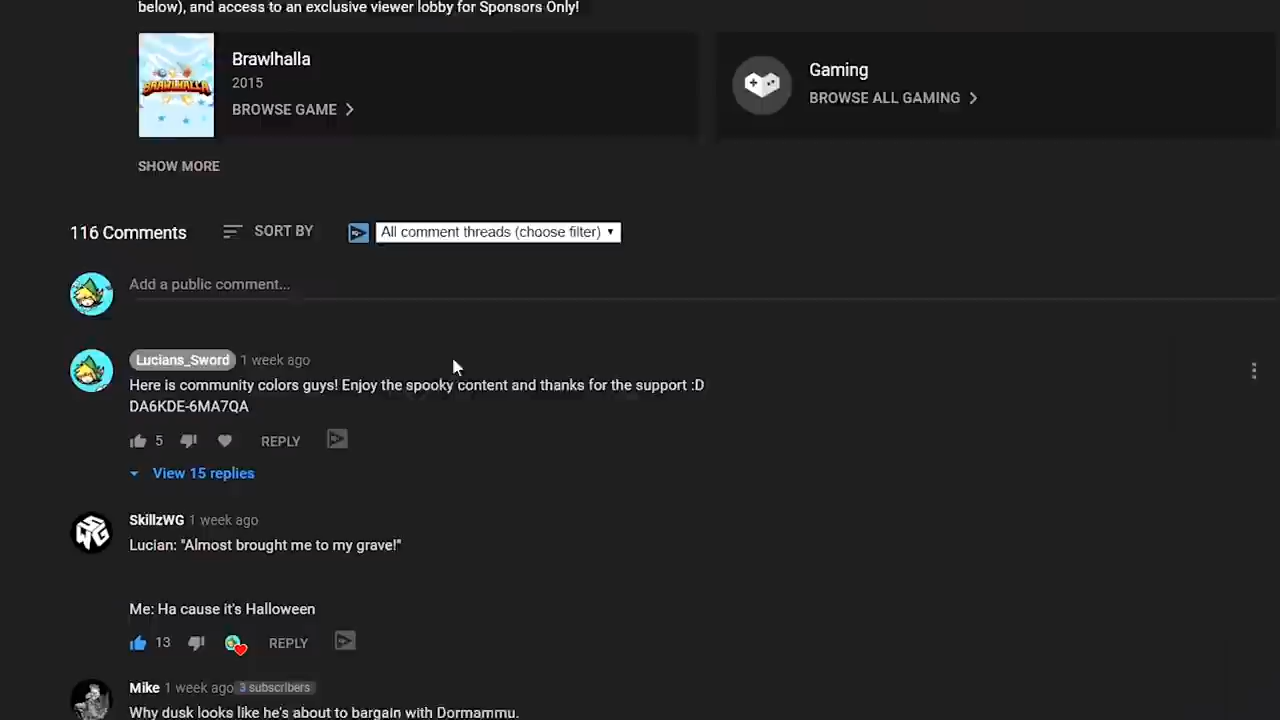 below), and access to an exclusive viewer lobby for Sponsors Only!
BRAWLHALLA
Brawlhalla
2015
BROWSE GAME
Gaming
BROWSE ALL GAMING
SHOW MORE
116 Comments
SORT BY
All comment threads (choose filter)
Add a public comment...
Lucians_Sword 1 week ago
Here is community colors guys! Enjoy the spooky content and thanks for the support :D
DA6KDE-6MA7QA
5 REPLY
View 15 replies
SWG
SkillzWG 1 week ago
Lucian: "Almost brought me to my grave!"
Me: Ha cause it's Halloween
13 REPLY
Mike 1 week ago 3 subscribers
Why dusk looks like he's about to bargain with Dormammu.